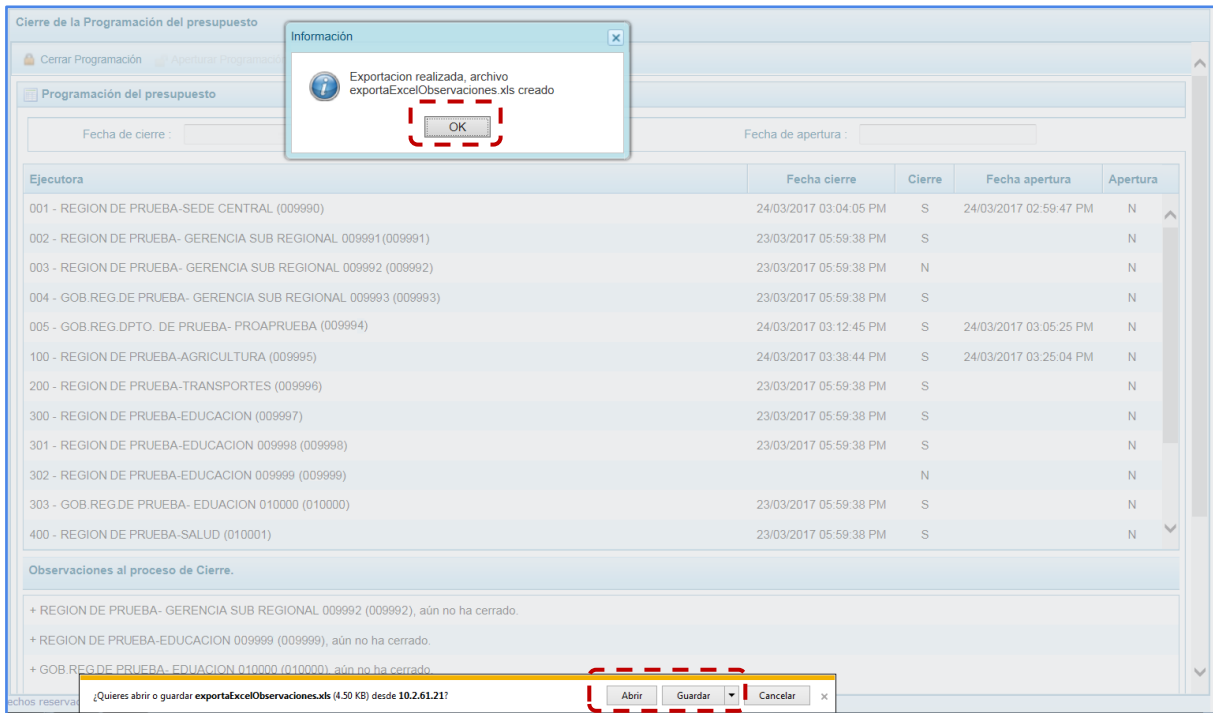 Cierre de la Programación del presupuesto
Información
Cerrar Programación Aperturar Programación
Exportacion realizada, archivo
exportaExcelObservaciones.xls creado
Programación del presupuesto
OK
Fecha de cierre : Fecha de apertura :
Ejecutora Fecha cierre Cierre Fecha apertura Apertura
001 - REGION DE PRUEBA-SEDE CENTRAL (009990) 24/03/2017 03:04:05 PM S 24/03/2017 02:59:47 PM N
002 - REGION DE PRUEBA- GERENCIA SUB REGIONAL 009991(009991) 23/03/2017 05:59:38 PM S N
003 - REGION DE PRUEBA- GERENCIA SUB REGIONAL 009992 (009992) 23/03/2017 05:59:38 PM N N
004 - GOB.REG.DE PRUEBA- GERENCIA SUB REGIONAL 009993 (009993) 23/03/2017 05:59:38 PM S N
005 - GOB.REG.DPTO. DE PRUEBA- PROAPRUEBA (009994) 24/03/2017 03:12:45 PM S 24/03/2017 03:05:25 PM N
100 - REGION DE PRUEBA-AGRICULTURA (009995) 24/03/2017 03:38:44 PM S 24/03/2017 03:25:04 PM N
200 - REGION DE PRUEBA-TRANSPORTES (009996) 23/03/2017 05:59:38 PM S N
300 - REGION DE PRUEBA-EDUCACION (009997) 23/03/2017 05:59:38 PM S N
301 - REGION DE PRUEBA-EDUCACION 009998 (009998) 23/03/2017 05:59:38 PM S N
302 - REGION DE PRUEBA-EDUCACION 009999 (009999) N N
303 - GOB.REG.DE PRUEBA- EDUACION 010000 (010000) 23/03/2017 05:59:38 PM S N
400 - REGION DE PRUEBA-SALUD (010001) 23/03/2017 05:59:38 PM S N
Observaciones al proceso de Cierre.
+ REGION DE PRUEBA- GERENCIA SUB REGIONAL 009992 (009992), aún no ha cerrado.
+ REGION DE PRUEBA-EDUCACION 009999 (009999), aún no ha cerrado.
+ GOB.REG.DE PRUEBA- EDUACION 010000 (010000), aún no ha cerrado.
¿Quieres abrir o guardar exportaExcelObservaciones.xls (4.50 KB) desde 10.2.61.21? Abrir Guardar Cancelar
echos reserva